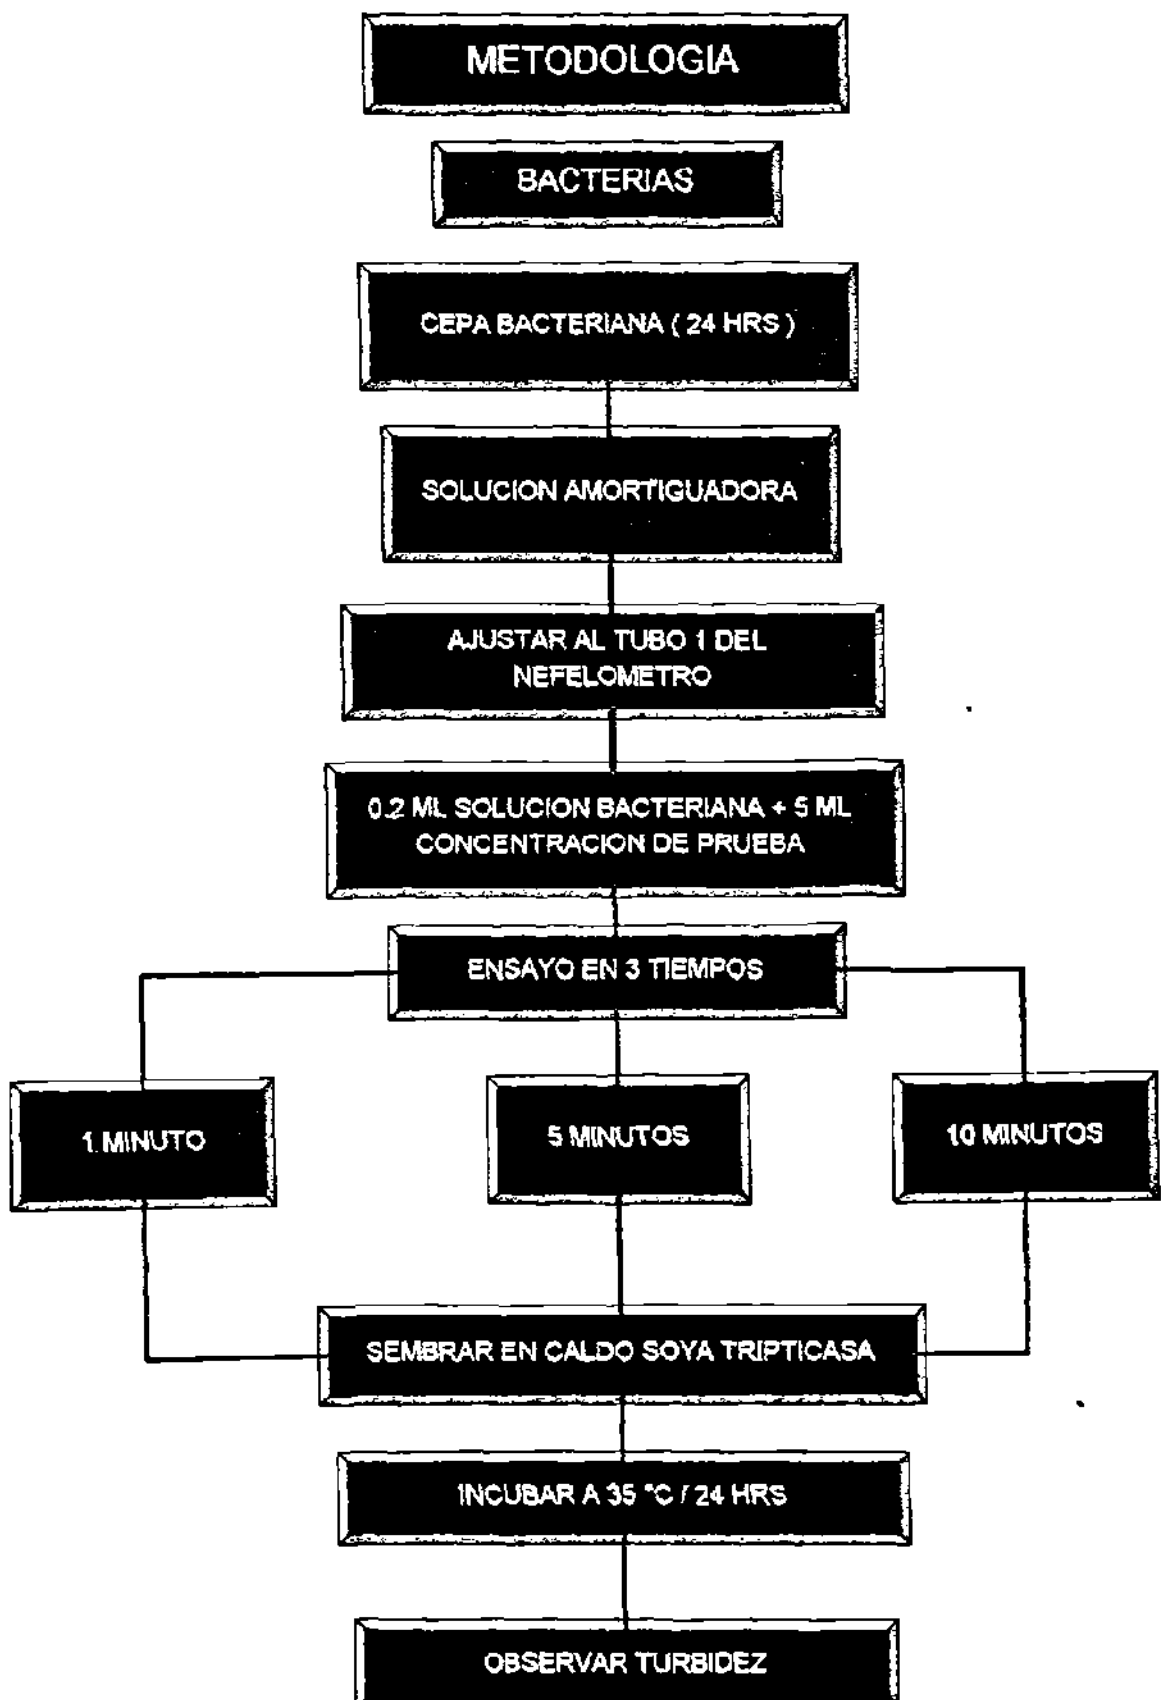 METODOLOGIA
BACTERIAS
CEPA BACTERIANA ( 24 HRS )
SOLUCION AMORTIGUADORA
AJUSTAR AL TUBO 1 DEL
NEFELOMETRO
0.2 ML SOLUCION BACTERIANA + 5 ML
CONCENTRACION DE PRUEBA
ENSAYO EN 3 TIEMPOS
1 MINUTO
5 MINUTOS
10 MINUTOS
SEMBRAR EN CALDO SOYA TRIPTICASA
INCUBAR A 35 °C / 24 HRS
OBSERVAR TURBIDEZ